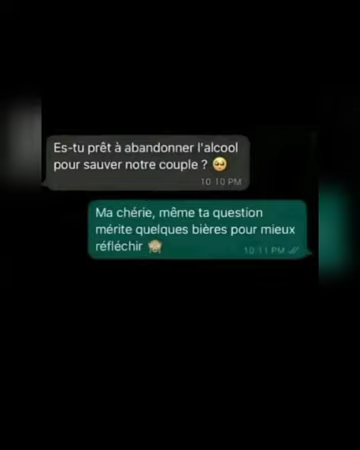 Es-tu prêt à abandonner l'alcool
pour sauver notre couple ? 🥺
10:10 PM
Ma chérie, même ta question
mérite quelques bières pour mieux
réfléchir 🙈
10:11 PM